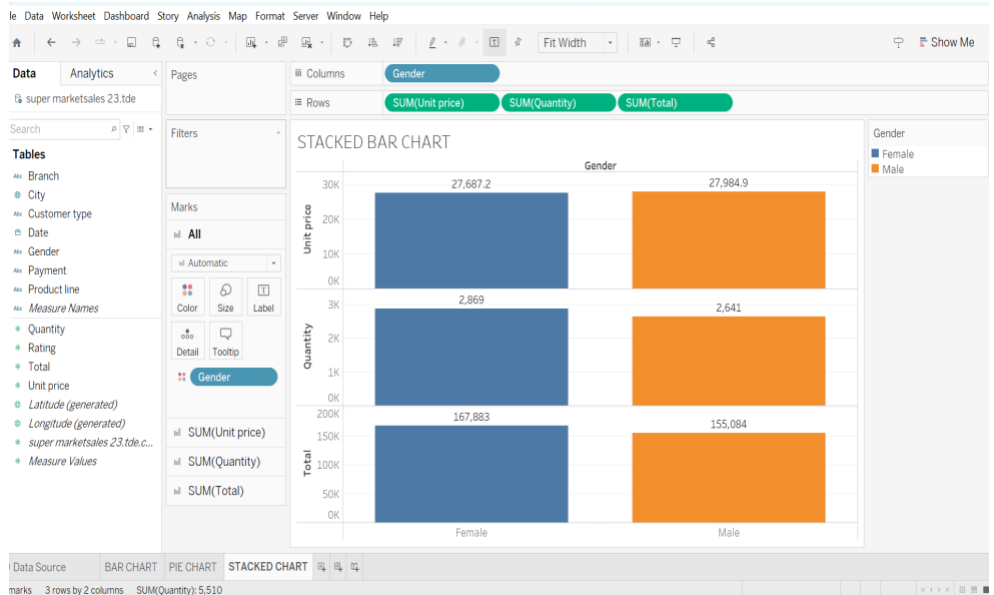 le Data Worksheet Dashboard Story Analysis Map Format Server Window Help
Fit Width
Show Me
Data Analytics
super marketsales 23.tde
Search
Tables
Abc Branch
City
Abc Customer type
Date
Abc Gender
Abc Payment
Abc Product line
Abc Measure Names
# Quantity
# Rating
# Total
# Unit price
Latitude (generated)
Longitude (generated)
# super marketsales 23.tde.c...
# Measure Values
Pages
Filters
Marks
All
Automatic
Color Size Label
Detail Tooltip
Gender
SUM(Unit price)
SUM(Quantity)
SUM(Total)
Columns Gender
Rows SUM(Unit price) SUM(Quantity) SUM(Total)
STACKED BAR CHART
Gender
Unit price
30K
20K
10K
0K
27,687.2 27,984.9
Quantity
3K
2K
1K
0K
2,869 2,641
Total
200K
150K
100K
50K
0K
167,883 155,084
Female Male
Gender
Female
Male
Data Source BAR CHART PIE CHART STACKED CHART
marks 3 rows by 2 columns SUM(Quantity): 5,510